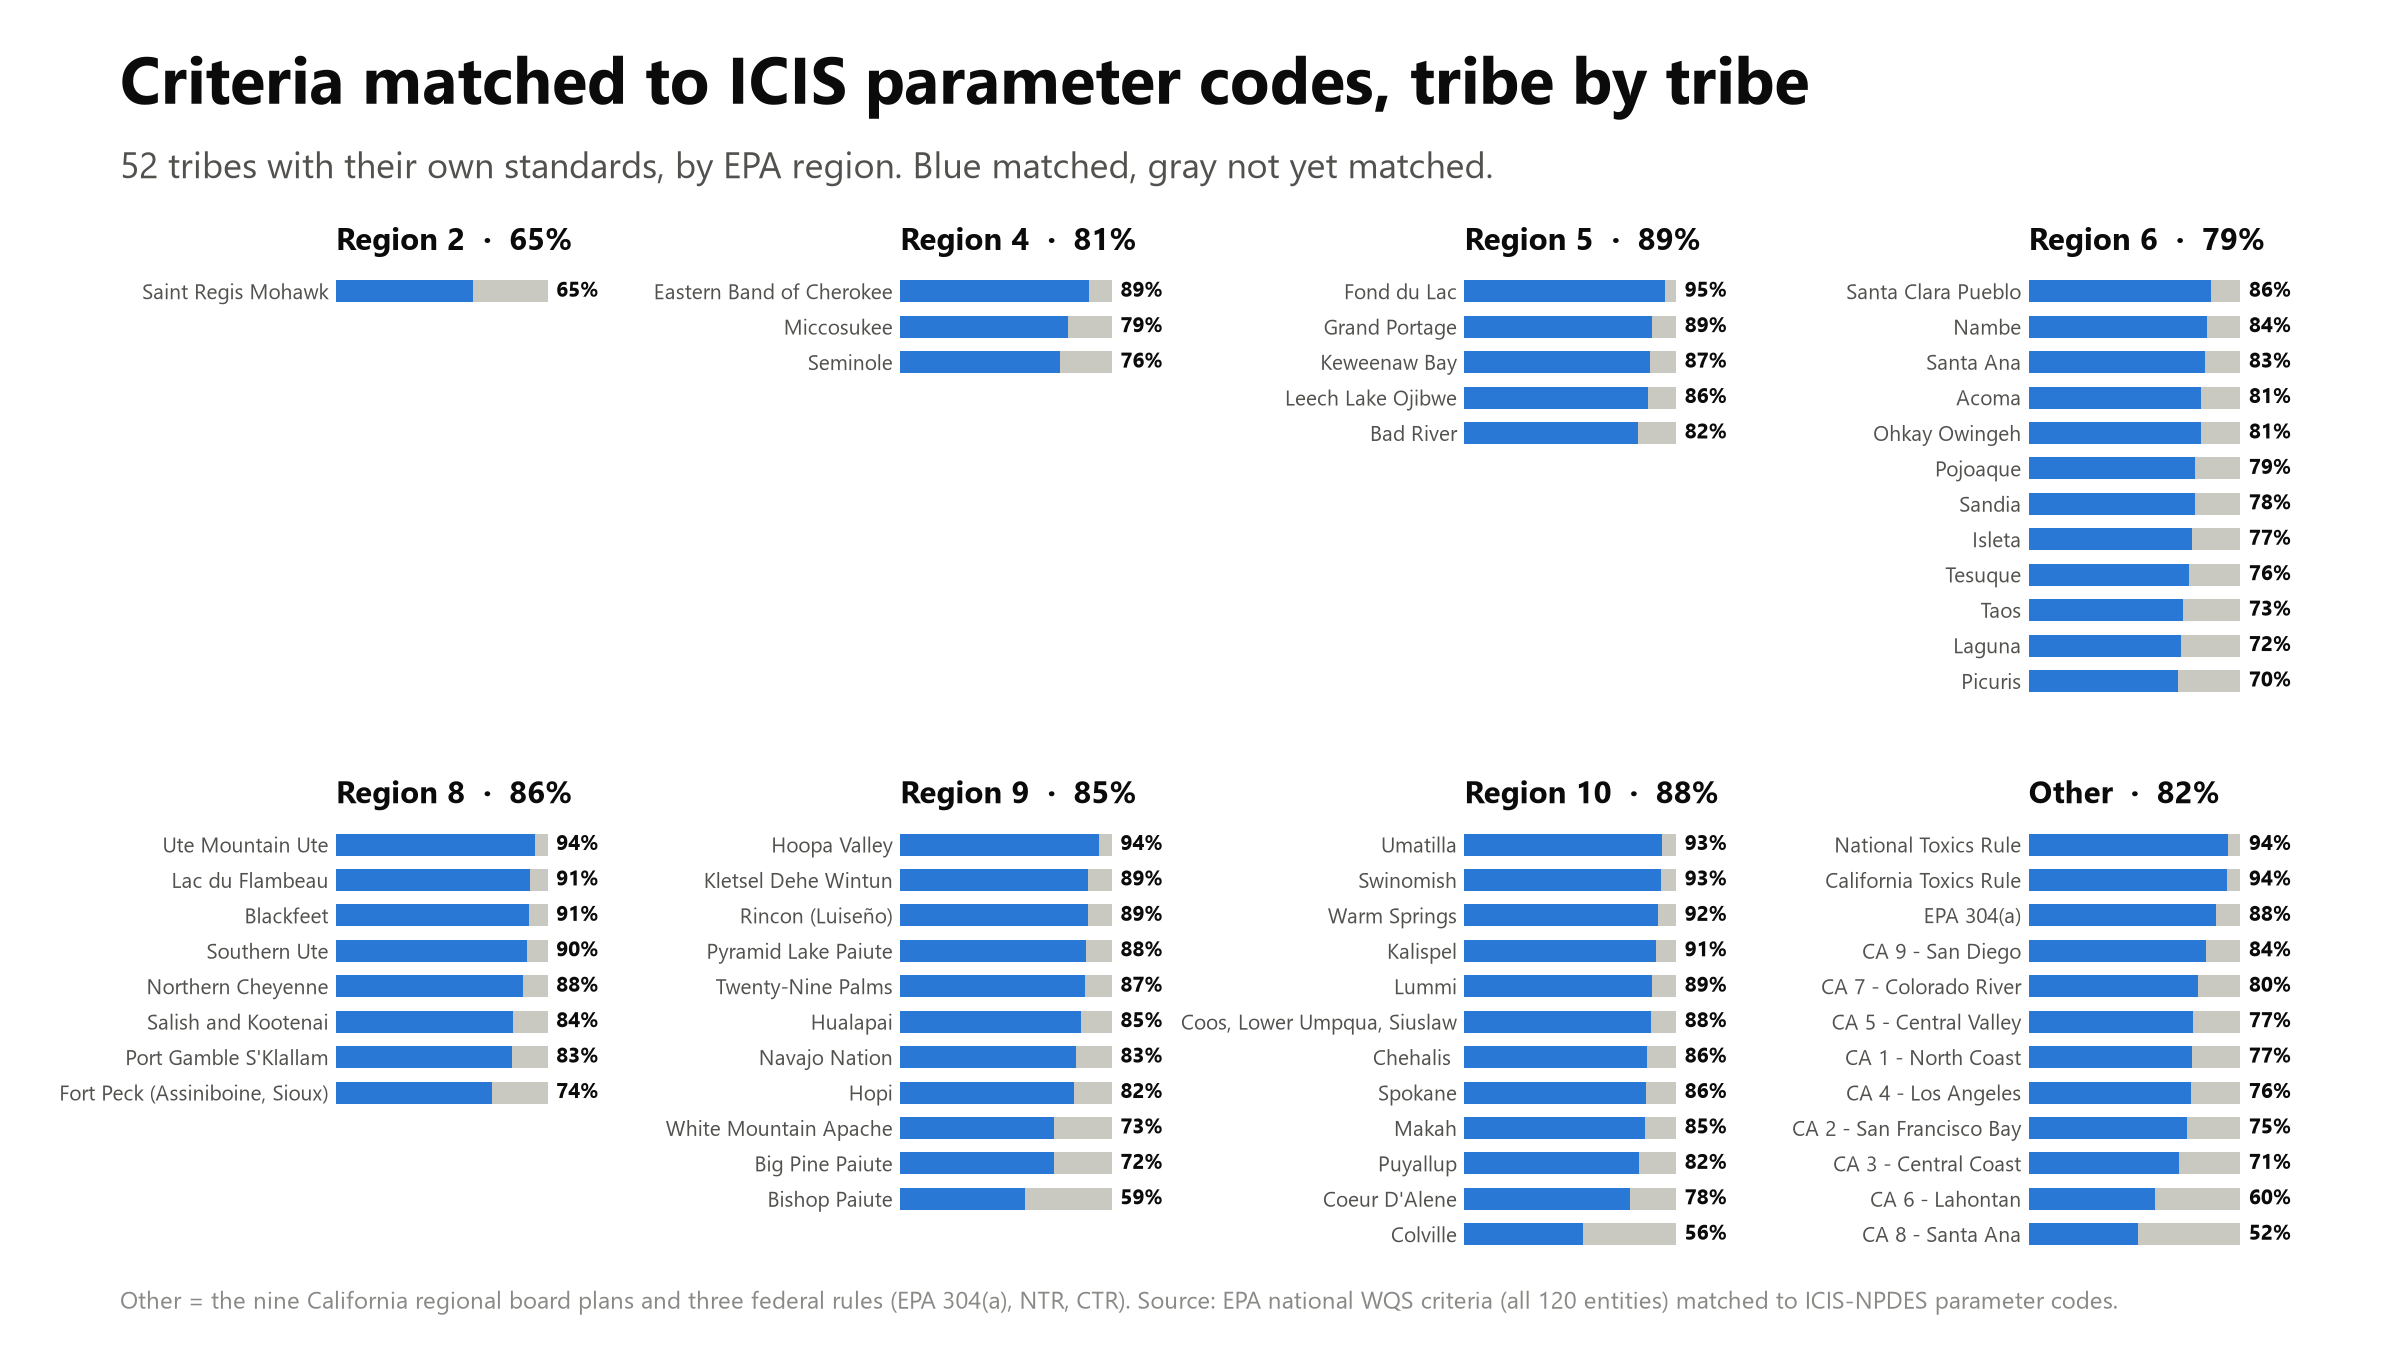 Criteria matched to ICIS parameter codes, tribe by tribe
52 tribes with their own standards, by EPA region. Blue matched, gray not yet matched.
Region 2 · 65%
Saint Regis Mohawk 65%
Region 4 · 81%
Eastern Band of Cherokee 89%
Miccosukee 79%
Seminole 76%
Region 5 · 89%
Fond du Lac 95%
Grand Portage 89%
Keweenaw Bay 87%
Leech Lake Ojibwe 86%
Bad River 82%
Region 6 · 79%
Santa Clara Pueblo 86%
Nambe 84%
Santa Ana 83%
Acoma 81%
Ohkay Owingeh 81%
Pojoaque 79%
Sandia 78%
Isleta 77%
Tesuque 76%
Taos 73%
Laguna 72%
Picuris 70%
Region 8 · 86%
Ute Mountain Ute 94%
Lac du Flambeau 91%
Blackfeet 91%
Southern Ute 90%
Northern Cheyenne 88%
Salish and Kootenai 84%
Port Gamble S'Klallam 83%
Fort Peck (Assiniboine, Sioux) 74%
Region 9 · 85%
Hoopa Valley 94%
Kletsel Dehe Wintun 89%
Rincon (Luiseño) 89%
Pyramid Lake Paiute 88%
Twenty-Nine Palms 87%
Hualapai 85%
Navajo Nation 83%
Hopi 82%
White Mountain Apache 73%
Big Pine Paiute 72%
Bishop Paiute 59%
Region 10 · 88%
Umatilla 93%
Swinomish 93%
Warm Springs 92%
Kalispel 91%
Lummi 89%
Coos, Lower Umpqua, Siuslaw 88%
Chehalis 86%
Spokane 86%
Makah 85%
Puyallup 82%
Coeur D'Alene 78%
Colville 56%
Other · 82%
National Toxics Rule 94%
California Toxics Rule 94%
EPA 304(a) 88%
CA 9 - San Diego 84%
CA 7 - Colorado River 80%
CA 5 - Central Valley 77%
CA 1 - North Coast 77%
CA 4 - Los Angeles 76%
CA 2 - San Francisco Bay 75%
CA 3 - Central Coast 71%
CA 6 - Lahontan 60%
CA 8 - Santa Ana 52%
Other = the nine California regional board plans and three federal rules (EPA 304(a), NTR, CTR). Source: EPA national WQS criteria (all 120 entities) matched to ICIS-NPDES parameter codes.